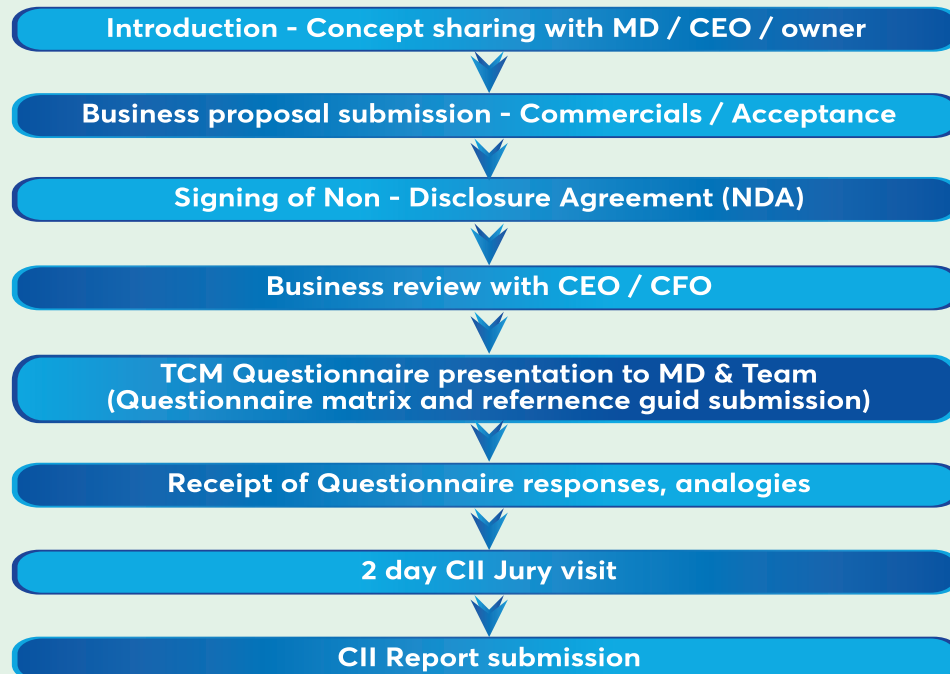 Introduction - Concept sharing with MD / CEO / owner
Business proposal submission - Commercials / Acceptance
Signing of Non - Disclosure Agreement (NDA)
Business review with CEO / CFO
TCM Questionnaire presentation to MD & Team
(Questionnaire matrix and refernence guid submission)
Receipt of Questionnaire responses, analogies
2 day CII Jury visit
CII Report submission